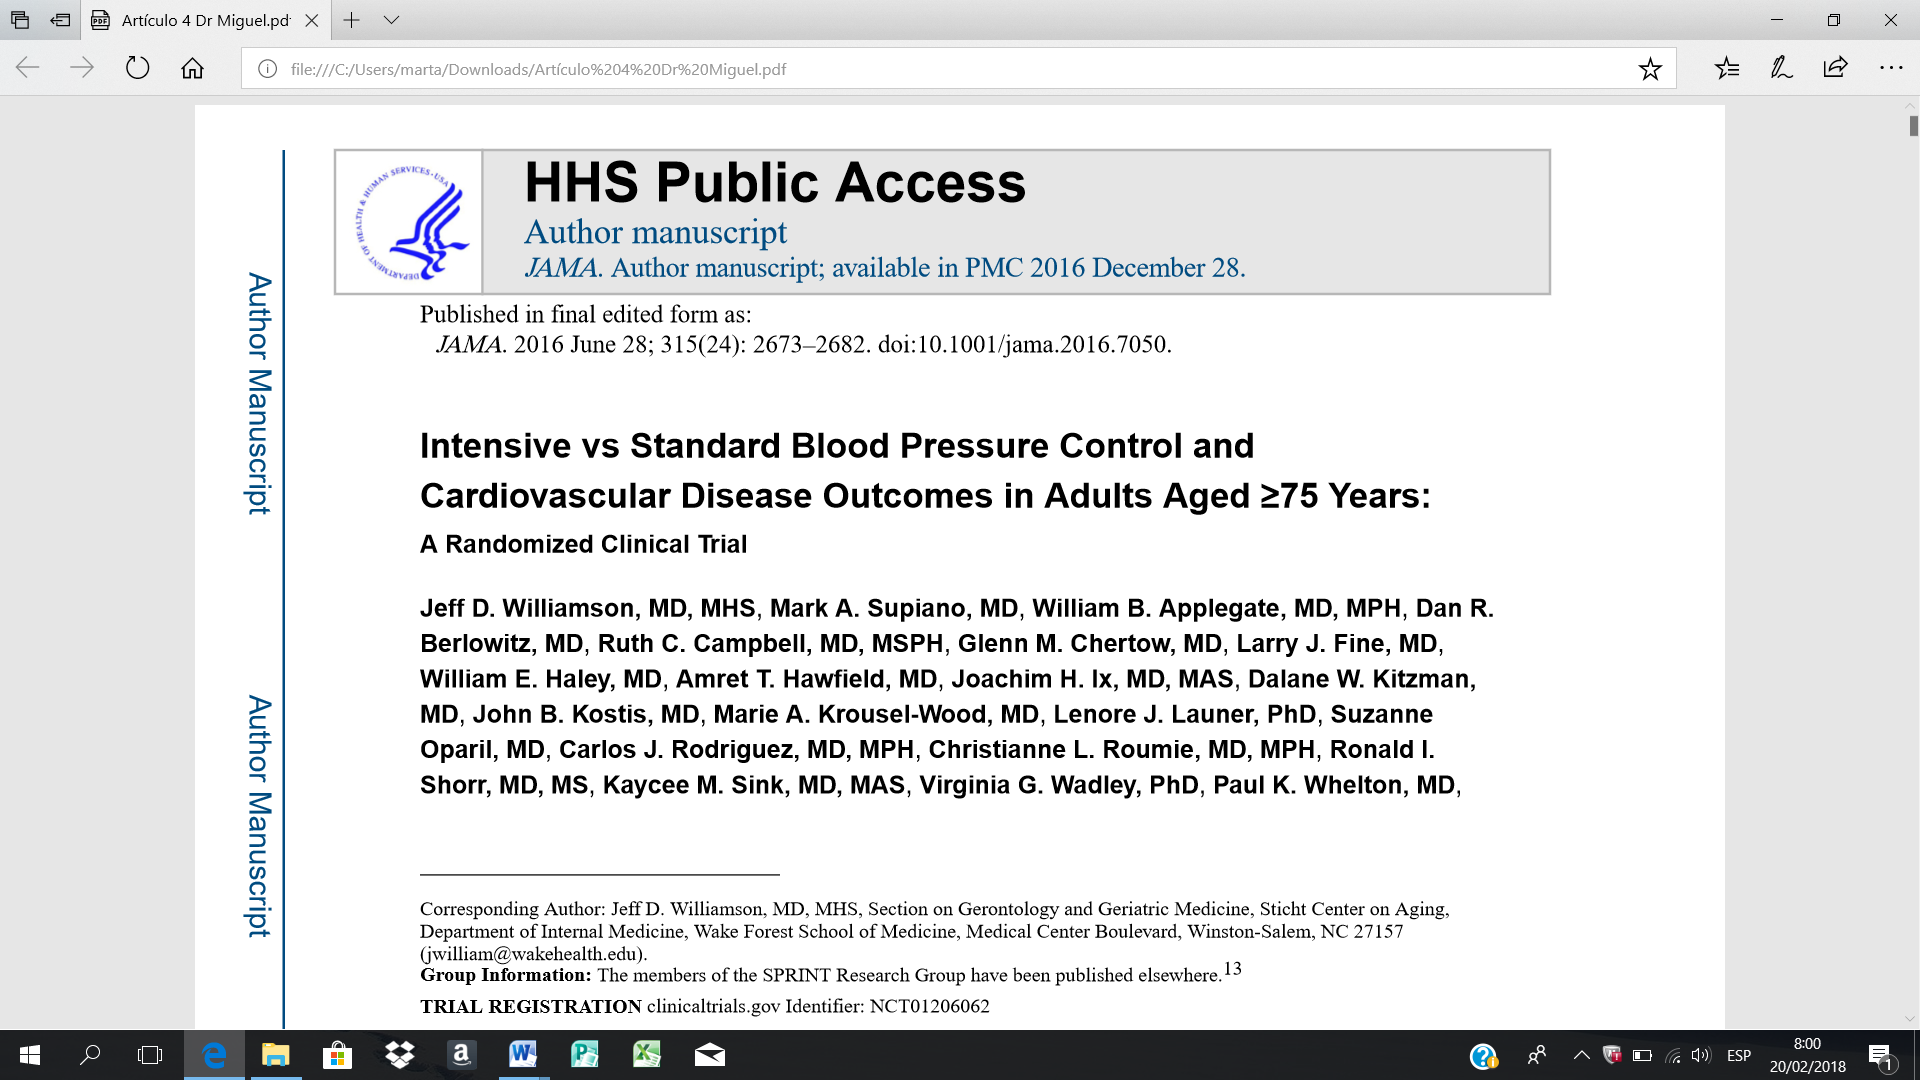 Artículo 4 Dr Miguel.pd
file:///C:/Users/marta/Downloads/Artículo%204%20Dr%20Miguel.pdf
DEPARTMENT OF HEALTH & HUMAN SERVICES • USA
HHS Public Access
Author manuscript
JAMA. Author manuscript; available in PMC 2016 December 28.
Published in final edited form as:
JAMA. 2016 June 28; 315(24): 2673–2682. doi:10.1001/jama.2016.7050.
Author Manuscript
Intensive vs Standard Blood Pressure Control and
Cardiovascular Disease Outcomes in Adults Aged ≥75 Years:
A Randomized Clinical Trial
Jeff D. Williamson, MD, MHS, Mark A. Supiano, MD, William B. Applegate, MD, MPH, Dan R.
Berlowitz, MD, Ruth C. Campbell, MD, MSPH, Glenn M. Chertow, MD, Larry J. Fine, MD,
William E. Haley, MD, Amret T. Hawfield, MD, Joachim H. Ix, MD, MAS, Dalane W. Kitzman,
MD, John B. Kostis, MD, Marie A. Krousel-Wood, MD, Lenore J. Launer, PhD, Suzanne
Oparil, MD, Carlos J. Rodriguez, MD, MPH, Christianne L. Roumie, MD, MPH, Ronald I.
Shorr, MD, MS, Kaycee M. Sink, MD, MAS, Virginia G. Wadley, PhD, Paul K. Whelton, MD,
Author Manuscript
Corresponding Author: Jeff D. Williamson, MD, MHS, Section on Gerontology and Geriatric Medicine, Sticht Center on Aging,
Department of Internal Medicine, Wake Forest School of Medicine, Medical Center Boulevard, Winston-Salem, NC 27157
(jwilliam@wakehealth.edu).
Group Information: The members of the SPRINT Research Group have been published elsewhere.13
TRIAL REGISTRATION clinicaltrials.gov Identifier: NCT01206062
ESP
8:00
20/02/2018
1